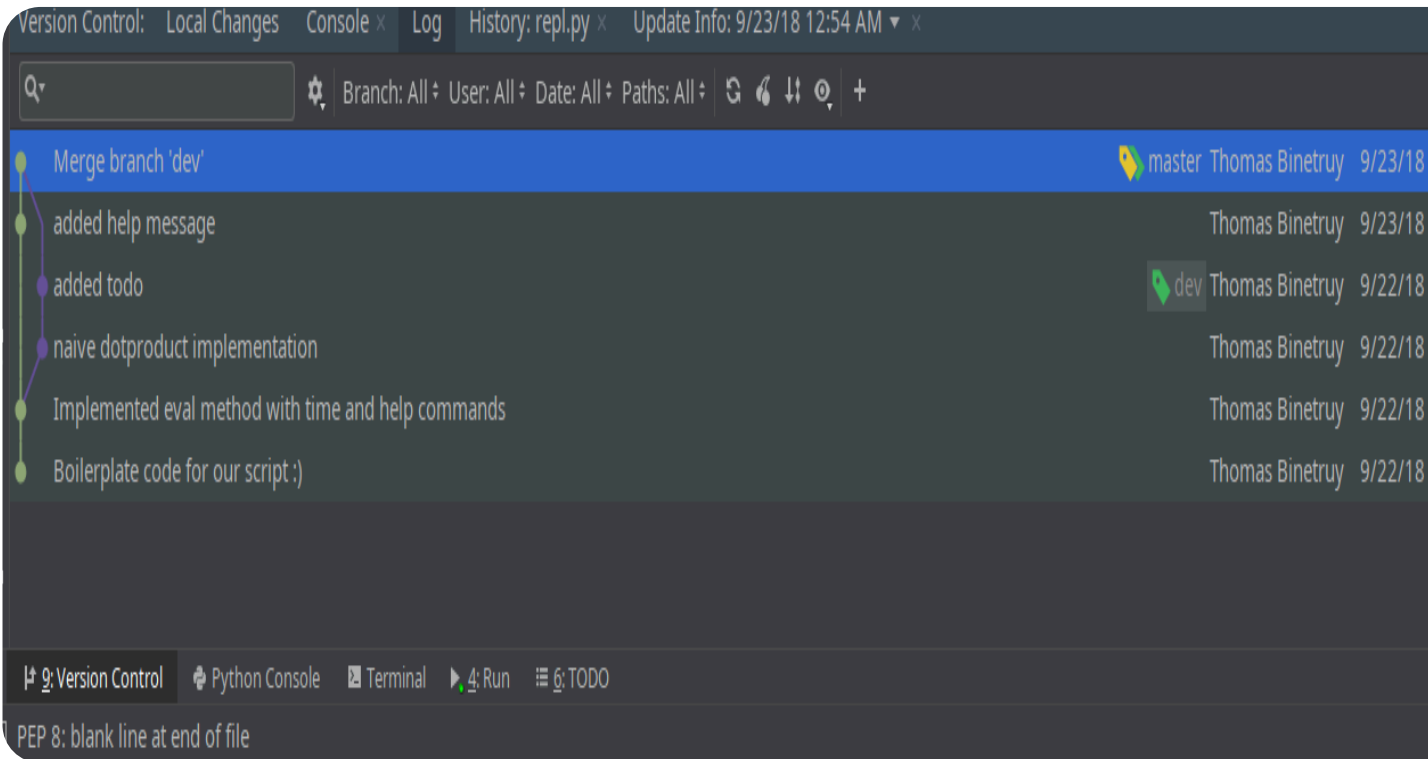 Version Control: Local Changes Console × Log History: repl.py × Update Info: 9/23/18 12:54 AM ×
Branch: All User: All Date: All Paths: All
Merge branch 'dev' master Thomas Binetruy 9/23/18
added help message Thomas Binetruy 9/23/18
added todo dev Thomas Binetruy 9/22/18
naive dotproduct implementation Thomas Binetruy 9/22/18
Implemented eval method with time and help commands Thomas Binetruy 9/22/18
Boilerplate code for our script :) Thomas Binetruy 9/22/18
9: Version Control Python Console Terminal 4: Run 6: TODO
PEP 8: blank line at end of file